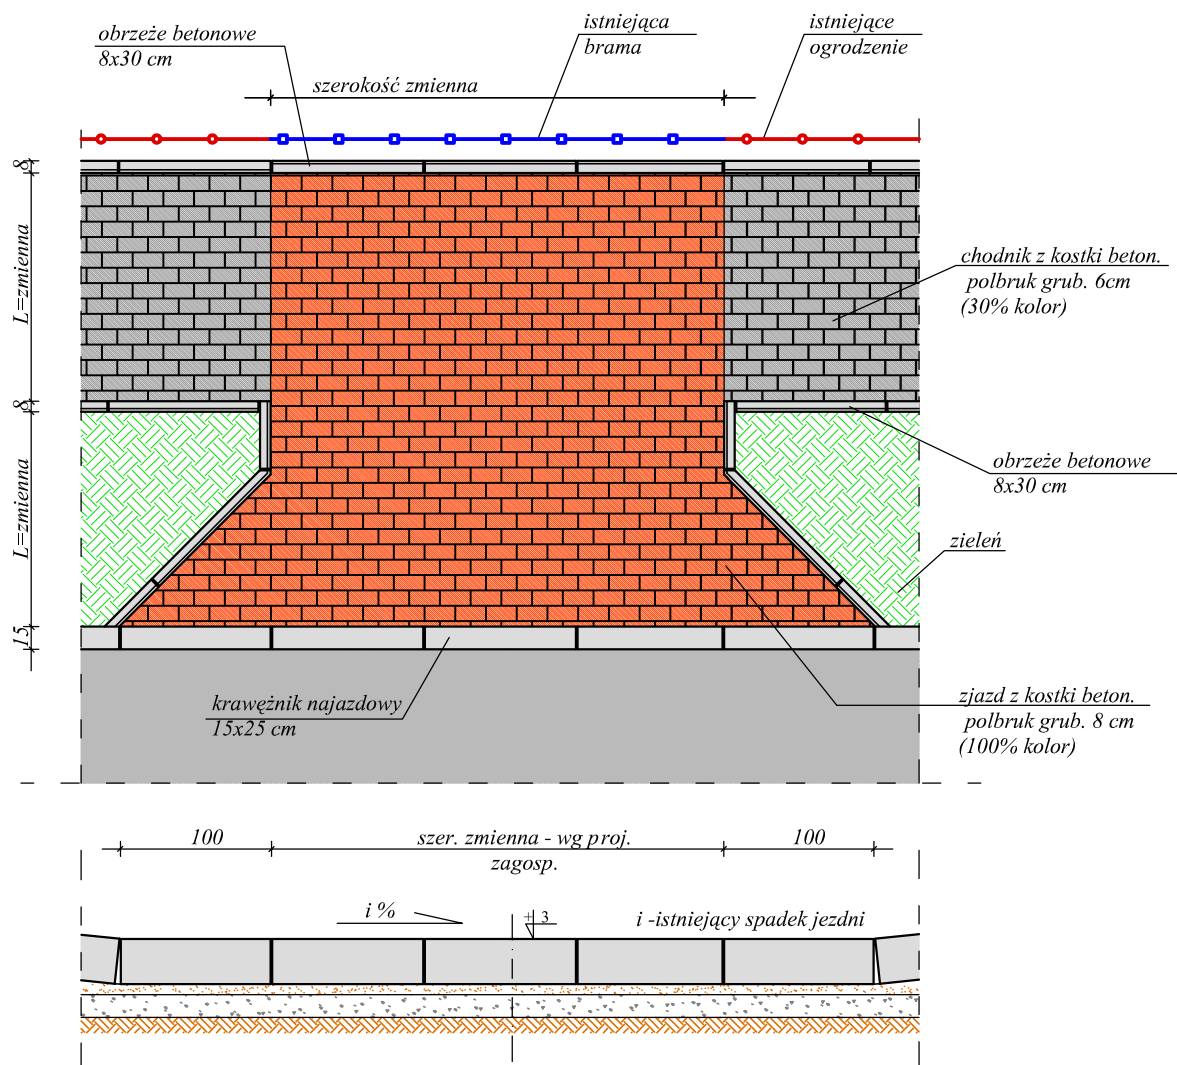 obrzeże betonowe
8x30 cm
istniejąca
brama
istniejące
ogrodzenie
szerokość zmienna
8
L=zmienna
chodnik z kostki beton.
polbruk grub. 6cm
(30% kolor)
8
obrzeże betonowe
8x30 cm
L=zmienna
zieleń
15
krawężnik najazdowy
15x25 cm
zjazd z kostki beton.
polbruk grub. 8 cm
(100% kolor)
100
szer. zmienna - wg proj.
zagosp.
100
i %
+ 3
i -istniejący spadek jezdni